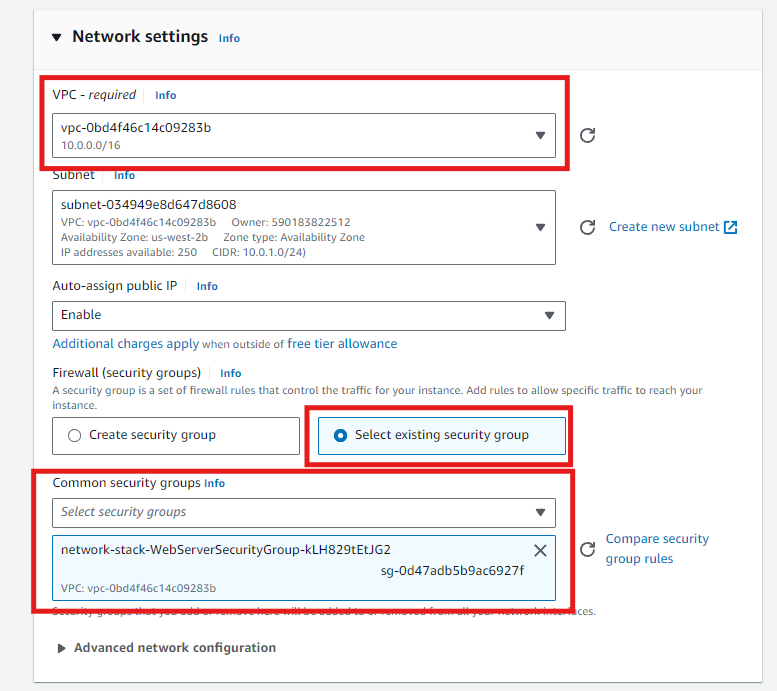 Network settings Info
VPC - required Info
vpc-0bd4f46c14c09283b
10.0.0.0/16
Subnet Info
subnet-034949e8d647d8608
VPC: vpc-0bd4f46c14c09283b Owner: 590183822512
Availability Zone: us-west-2b Zone type: Availability Zone
IP addresses available: 250 CIDR: 10.0.1.0/24)
Create new subnet
Auto-assign public IP Info
Enable
Additional charges apply when outside of free tier allowance
Firewall (security groups) Info
A security group is a set of firewall rules that control the traffic for your instance. Add rules to allow specific traffic to reach your
instance.
Create security group
Select existing security group
Common security groups Info
Select security groups
network-stack-WebServerSecurityGroup-kLH829tEtJG2
sg-0d47adb5b9ac6927f
VPC: vpc-0bd4f46c14c09283b
Compare security
group rules
Security groups that you add or remove here will be added to or removed from all your network interfaces.
Advanced network configuration